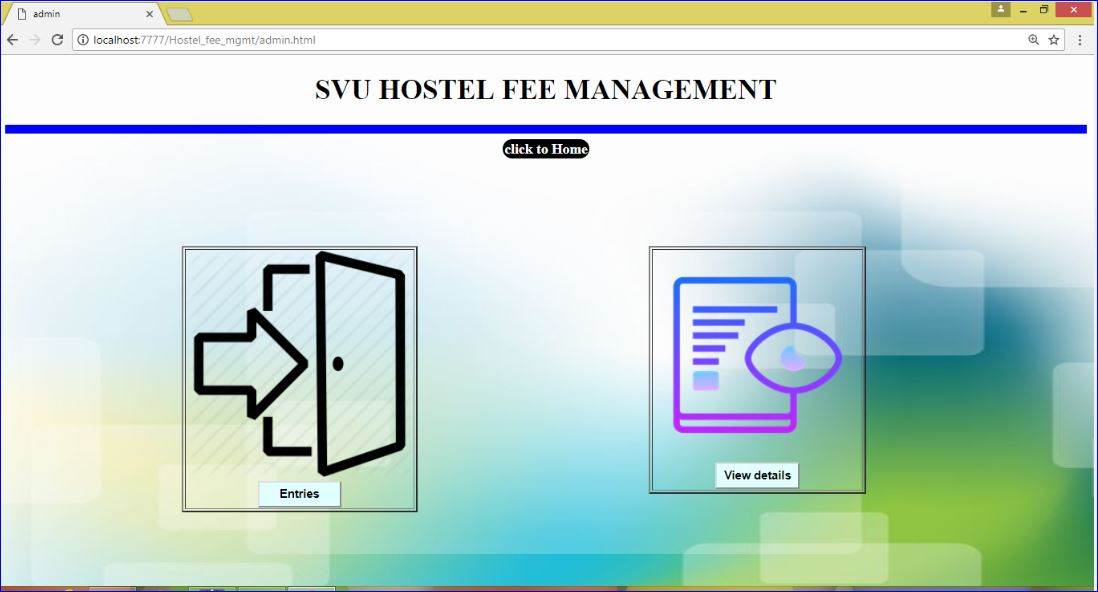 admin
localhost:7777/Hostel_fee_mgmt/admin.html
SVU HOSTEL FEE MANAGEMENT
click to Home
Entries
View details